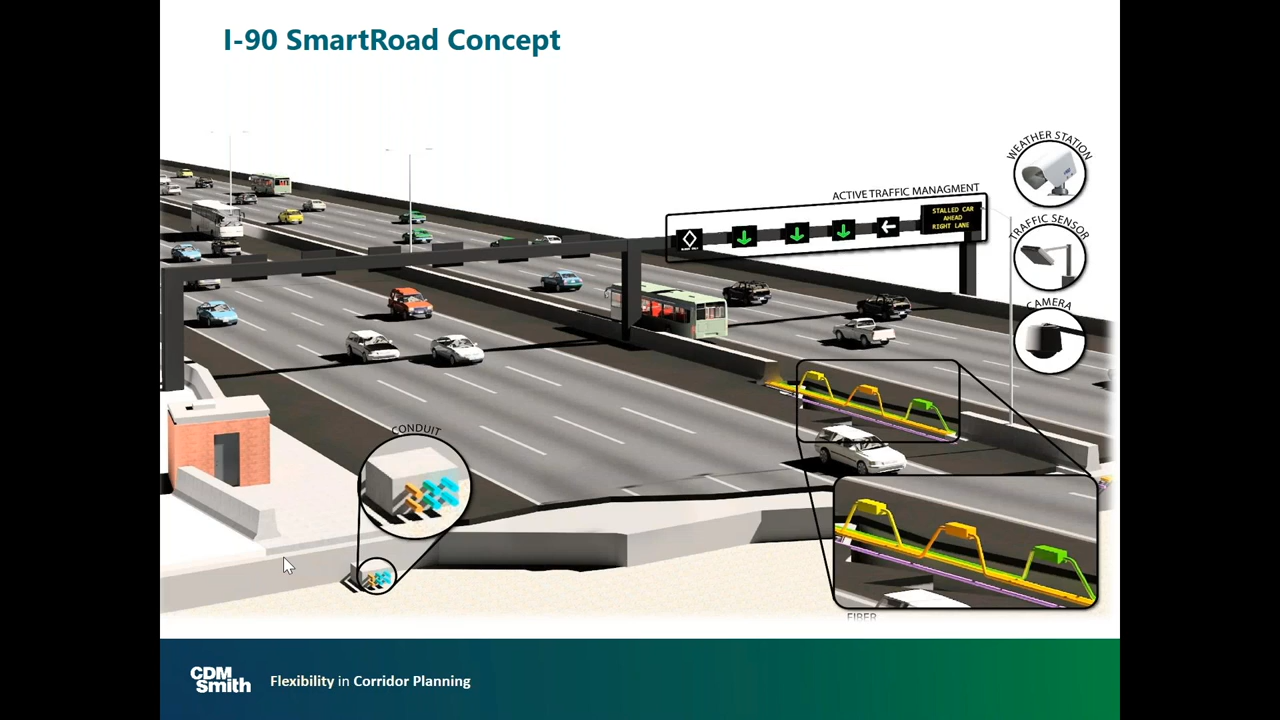 I-90 SmartRoad Concept
WEATHER STATION
ACTIVE TRAFFIC MANAGMENT
STALLED CAR
AHEAD
RIGHT LANE
TRAFFIC SENSOR
CAMERA
CONDUIT
FIBER
CDM
Smith
Flexibility in Corridor Planning